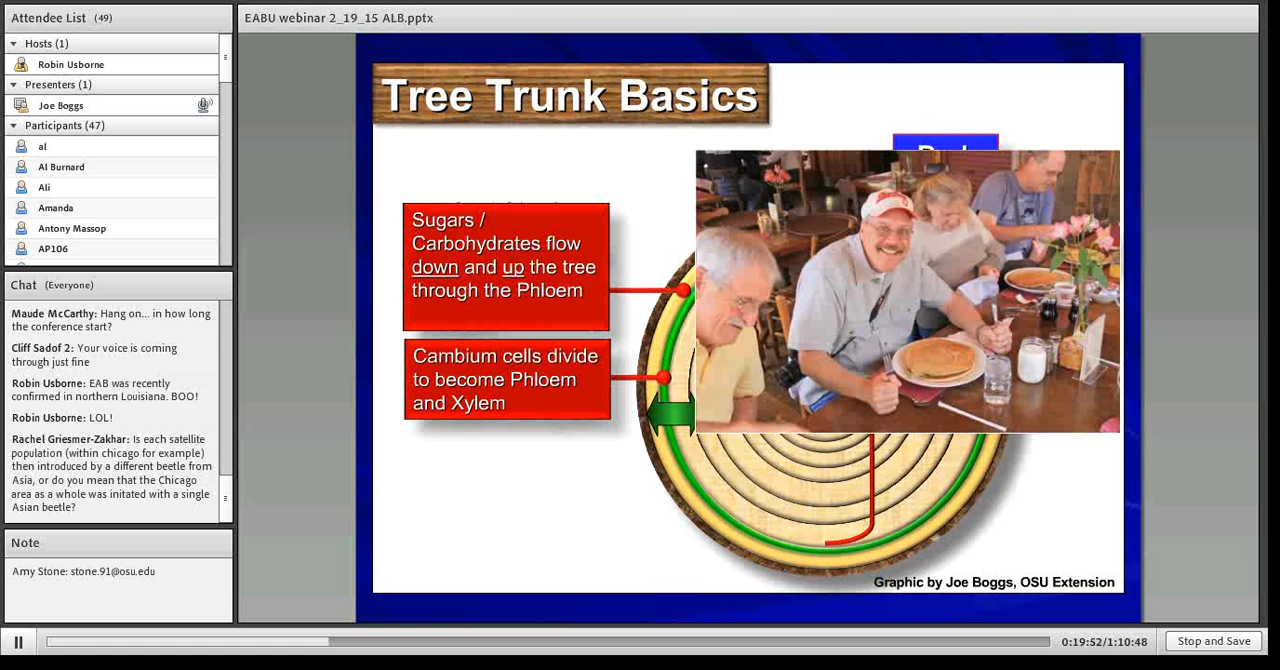 Attendee List (49)
Hosts (1)
Robin Usborne
Presenters (1)
Joe Boggs
Participants (47)
al
Al Burnard
Ali
Amanda
Antony Massop
AP106
Chat (Everyone)
Maude McCarthy: Hang on... in how long
the conference start?
Cliff Sadof 2: Your voice is coming
through just fine
Robin Usborne: EAB was recently
confirmed in northern Louisiana. BOO!
Robin Usborne: LOL!
Rachel Griesmer-Zakhar: Is each satellite
population (within chicago for example)
then introduced by a different beetle from
Asia, or do you mean that the Chicago
area as a whole was initated with a single
Asian beetle?
Note
Amy Stone: stone.91@osu.edu
EABU webinar 2_19_15 ALB.pptx
Tree Trunk Basics
Sugars /
Carbohydrates flow
down and up the tree
through the Phloem
Cambium cells divide
to become Phloem
and Xylem
Graphic by Joe Boggs, OSU Extension
0:19:52/1:10:48
Stop and Save